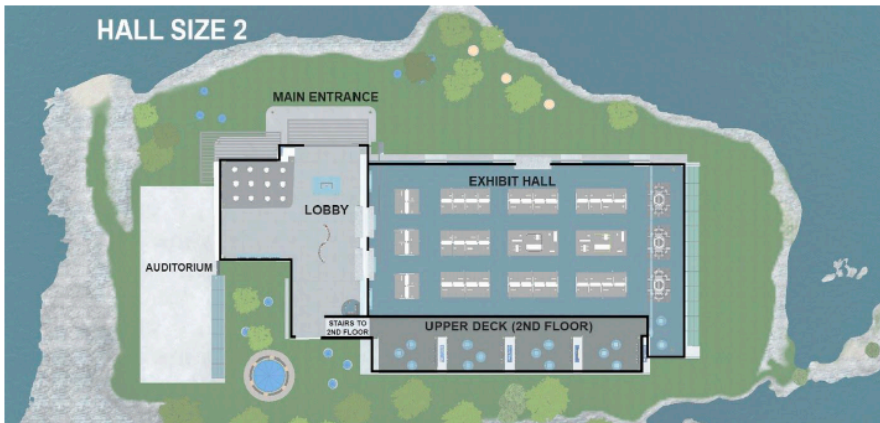 HALL SIZE 2
MAIN ENTRANCE
EXHIBIT HALL
LOBBY
AUDITORIUM
STAIRS TO
2ND FLOOR
UPPER DECK (2ND FLOOR)